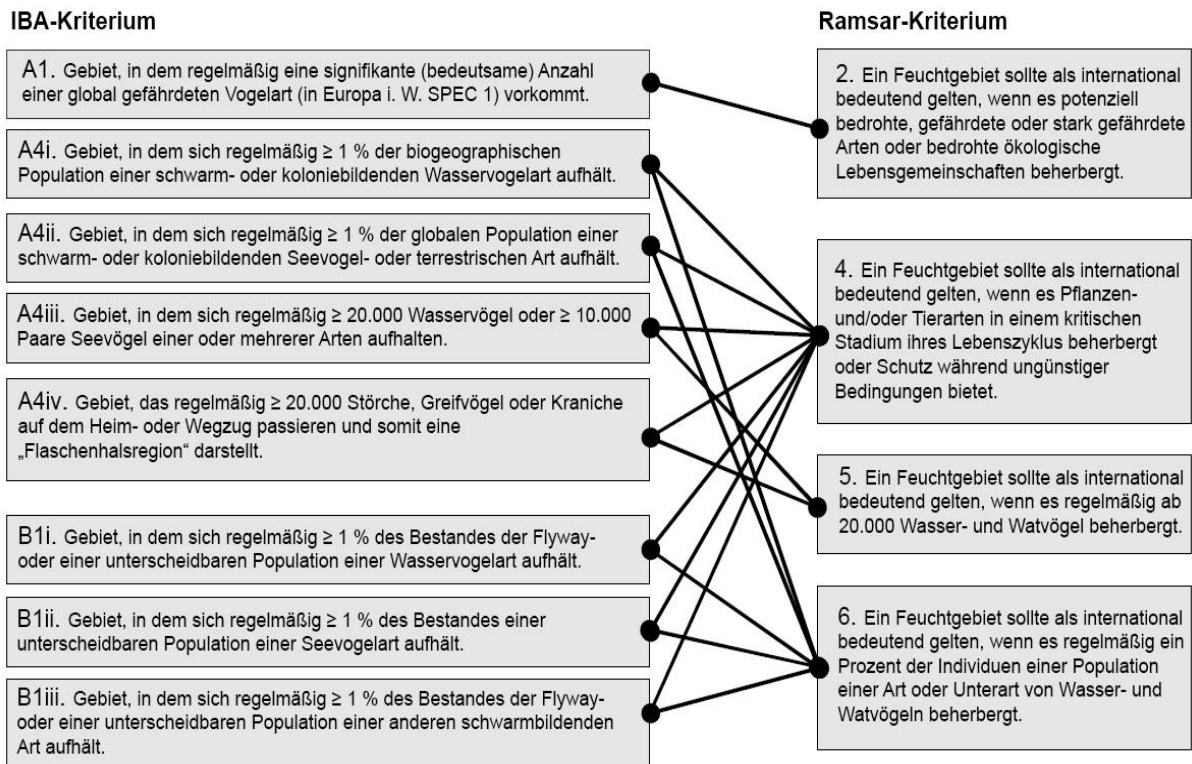 IBA-Kriterium
A1. Gebiet, in dem regelmäßig eine signifikante (bedeutsame) Anzahl
einer global gefährdeten Vogelart (in Europa i. W. SPEC 1) vorkommt.
A4i. Gebiet, in dem sich regelmäßig ≥ 1 % der biogeographischen
Population einer schwarm- oder koloniebildenden Wasservogelart aufhält.
A4ii. Gebiet, in dem sich regelmäßig ≥ 1 % der globalen Population einer
schwarm- oder koloniebildenden Seevogel- oder terrestrischen Art aufhält.
A4iii. Gebiet, in dem sich regelmäßig ≥ 20.000 Wasservögel oder ≥ 10.000
Paare Seevögel einer oder mehrerer Arten aufhalten.
A4iv. Gebiet, das regelmäßig ≥ 20.000 Störche, Greifvögel oder Kraniche
auf dem Heim- oder Wegzug passieren und somit eine
„Flaschenhalsregion“ darstellt.
B1i. Gebiet, in dem sich regelmäßig ≥ 1 % des Bestandes der Flyway-
oder einer unterscheidbaren Population einer Wasservogelart aufhält.
B1ii. Gebiet, in dem sich regelmäßig ≥ 1 % des Bestandes einer
unterscheidbaren Population einer Seevogelart aufhält.
B1iii. Gebiet, in dem sich regelmäßig ≥ 1 % des Bestandes der Flyway-
oder einer unterscheidbaren Population einer anderen schwarmbildenden
Art aufhält.
Ramsar-Kriterium
2. Ein Feuchtgebiet sollte als international
bedeutend gelten, wenn es potenziell
bedrohte, gefährdete oder stark gefährdete
Arten oder bedrohte ökologische
Lebensgemeinschaften beherbergt.
4. Ein Feuchtgebiet sollte als international
bedeutend gelten, wenn es Pflanzen-
und/oder Tierarten in einem kritischen
Stadium ihres Lebenszyklus beherbergt
oder Schutz während ungünstiger
Bedingungen bietet.
5. Ein Feuchtgebiet sollte als international
bedeutend gelten, wenn es regelmäßig ab
20.000 Wasser- und Watvögel beherbergt.
6. Ein Feuchtgebiet sollte als international
bedeutend gelten, wenn es regelmäßig ein
Prozent der Individuen einer Population
einer Art oder Unterart von Wasser- und
Watvögeln beherbergt.